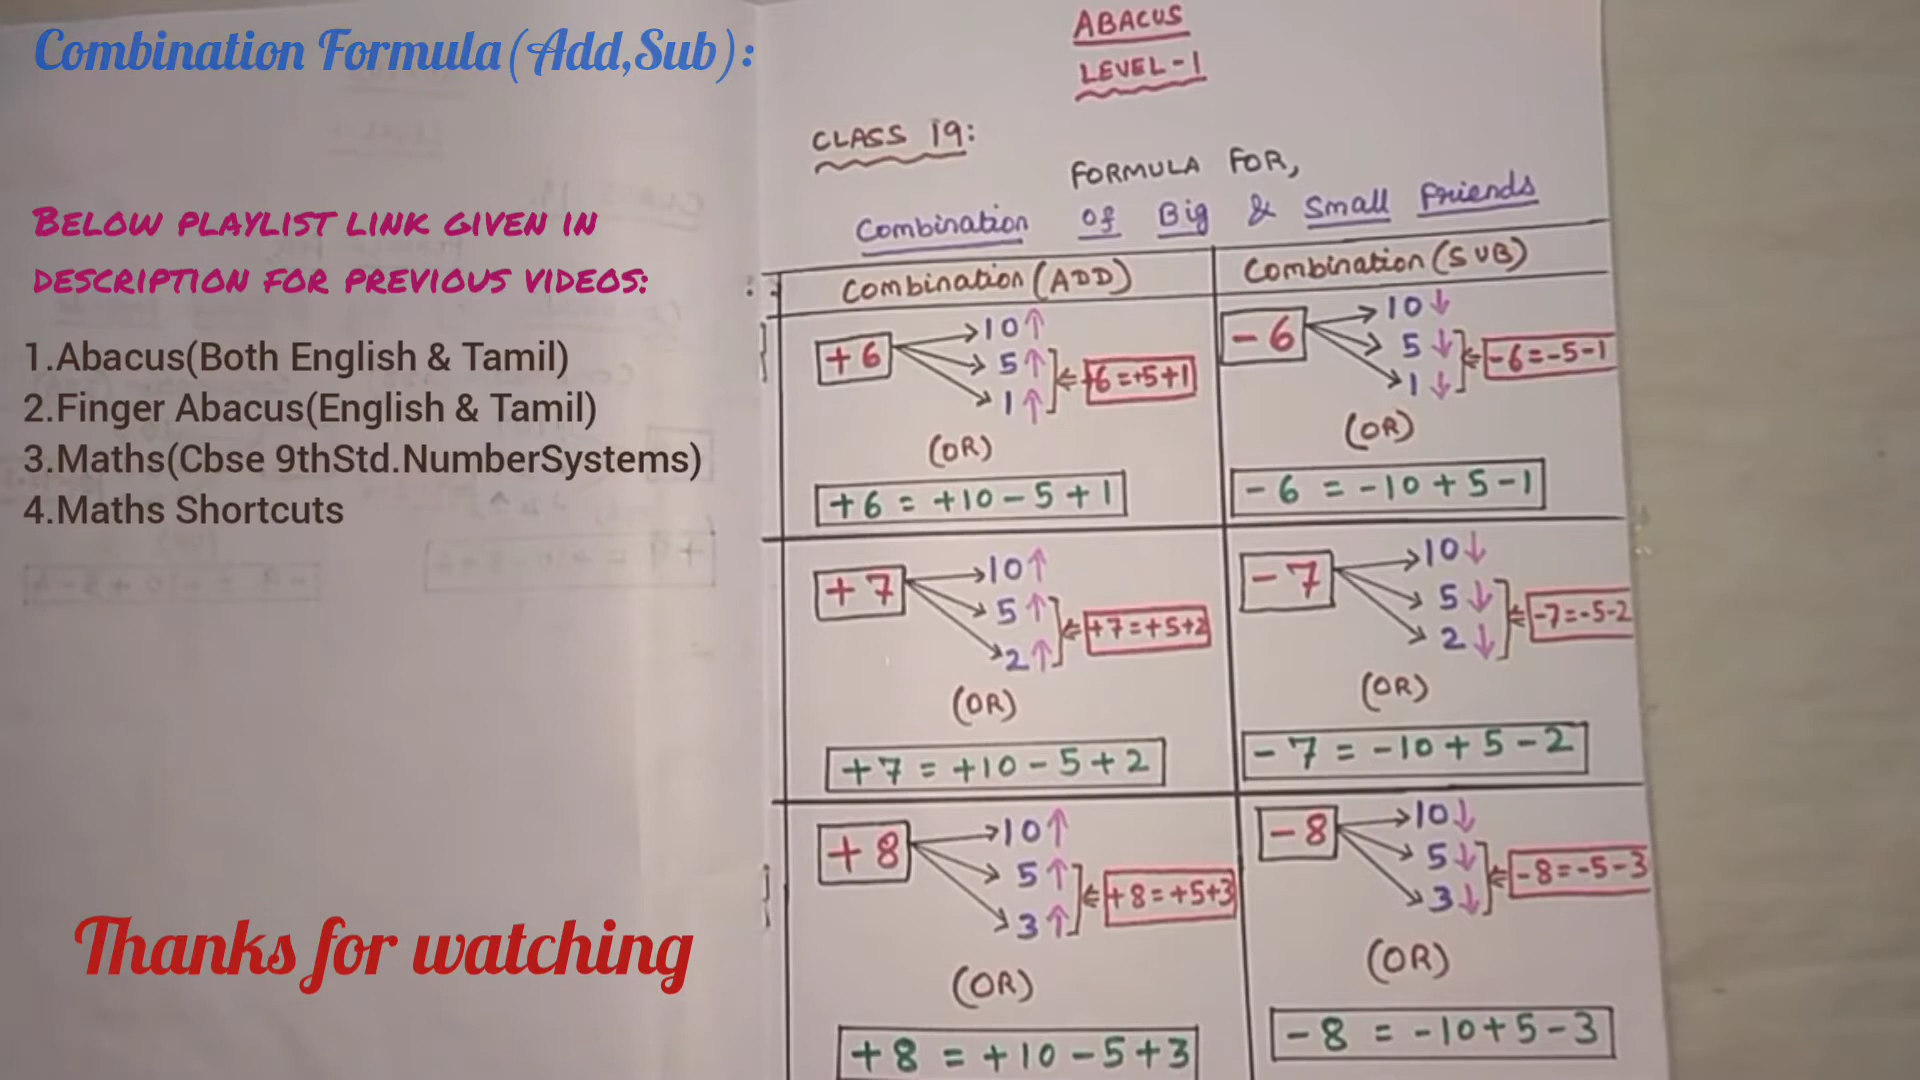 Combination Formula(Add,Sub):
Below playlist link given in
description for previous videos:
1.Abacus(Both English & Tamil)
2.Finger Abacus(English & Tamil)
3.Maths(Cbse 9thStd.NumberSystems)
4.Maths Shortcuts
Thanks for watching
ABACUS
LEVEL-1
CLASS 19:
FORMULA FOR,
Combination of Big & Small Friends
Combination (ADD)
+6
10↑
5↑
1↑
+6=+5+1
(OR)
+6 = +10-5+1
+7
10↑
5↑
2↑
+7=+5+2
(OR)
+7 = +10-5+2
+8
10↑
5↑
3↑
+8=+5+3
(OR)
+8 = +10-5+3
Combination (SUB)
-6
10↓
5↓
1↓
-6=-5-1
(OR)
-6 = -10+5-1
-7
10↓
5↓
2↓
-7=-5-2
(OR)
-7 = -10+5-2
-8
10↓
5↓
3↓
-8=-5-3
(OR)
-8 = -10+5-3